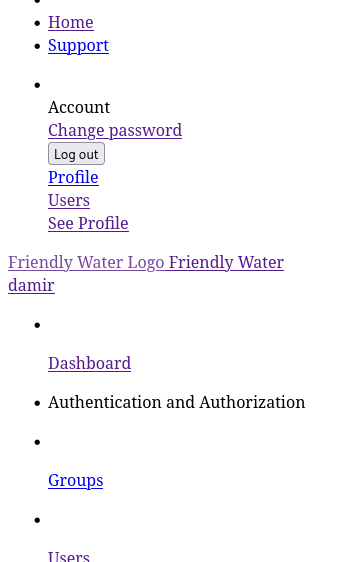 Home
Support
Account
Change password
Log out
Profile
Users
See Profile
Friendly Water Logo Friendly Water
damir
Dashboard
Authentication and Authorization
Groups
Users